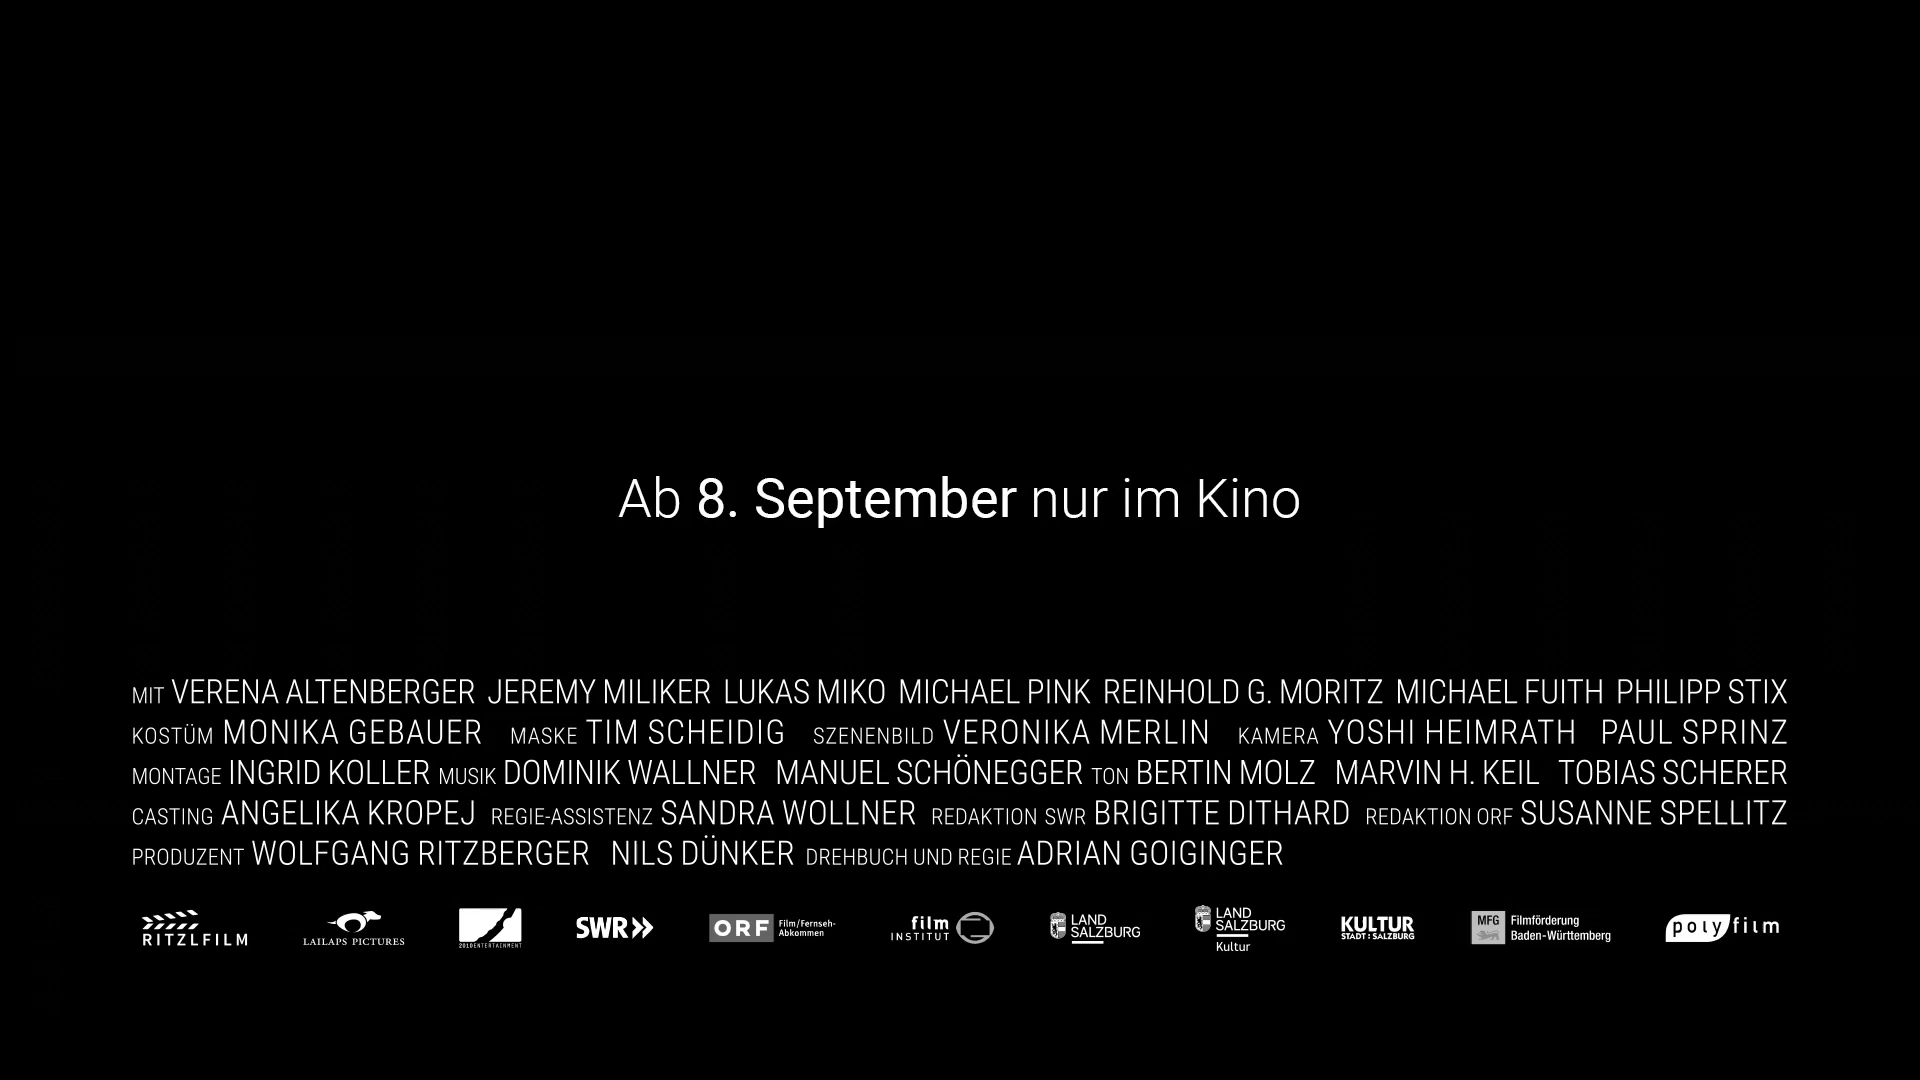 Ab 8. September nur im Kino
MIT VERENA ALTENBERGER JEREMY MILIKER LUKAS MIKO MICHAEL PINK REINHOLD G. MORITZ MICHAEL FUITH PHILIPP STIX
KOSTÜM MONIKA GEBAUER MASKE TIM SCHEIDIG SZENENBILD VERONIKA MERLIN KAMERA YOSHI HEIMRATH PAUL SPRINZ
MONTAGE INGRID KOLLER MUSIK DOMINIK WALLNER MANUEL SCHÖNEGGER TON BERTIN MOLZ MARVIN H. KEIL TOBIAS SCHERER
CASTING ANGELIKA KROPEJ REGIE-ASSISTENZ SANDRA WOLLNER REDAKTION SWR BRIGITTE DITHARD REDAKTION ORF SUSANNE SPELLITZ
PRODUZENT WOLFGANG RITZBERGER NILS DÜNKER DREHBUCH UND REGIE ADRIAN GOIGINGER
RITZLFILM
LAILAPS PICTURES
2010ENTERTAINMENT
SWR
ORF Film/Fernseh-
Abkommen
film
INSTITUT
LAND
SALZBURG
LAND
SALZBURG
Kultur
KULTUR
STADT:SALZBURG
MFG Filmförderung
Baden-Württemberg
polyfilm